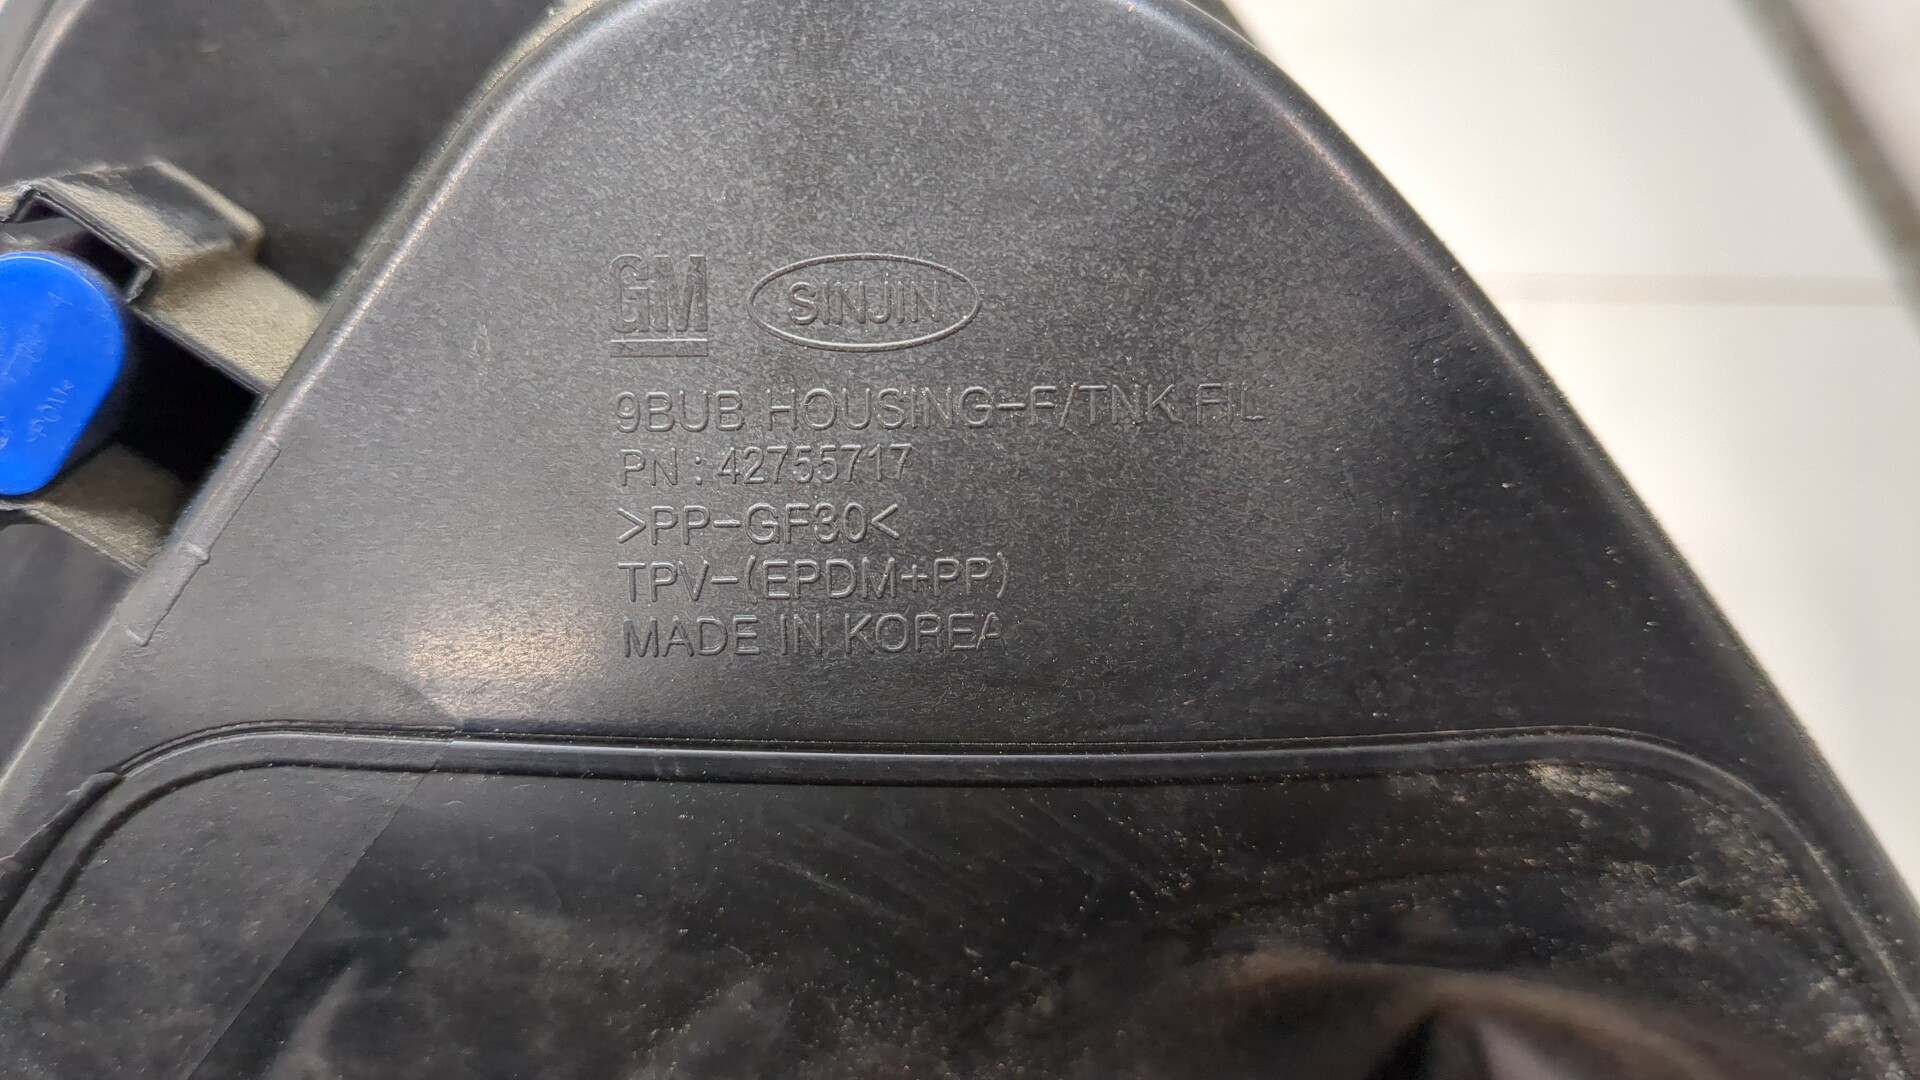 GM SINJIN
9BUB HOUSING-F/TNK FIL
PN : 42755717
>PP-GF30<
TPV-(EPDM+PP)
MADE IN KOREA